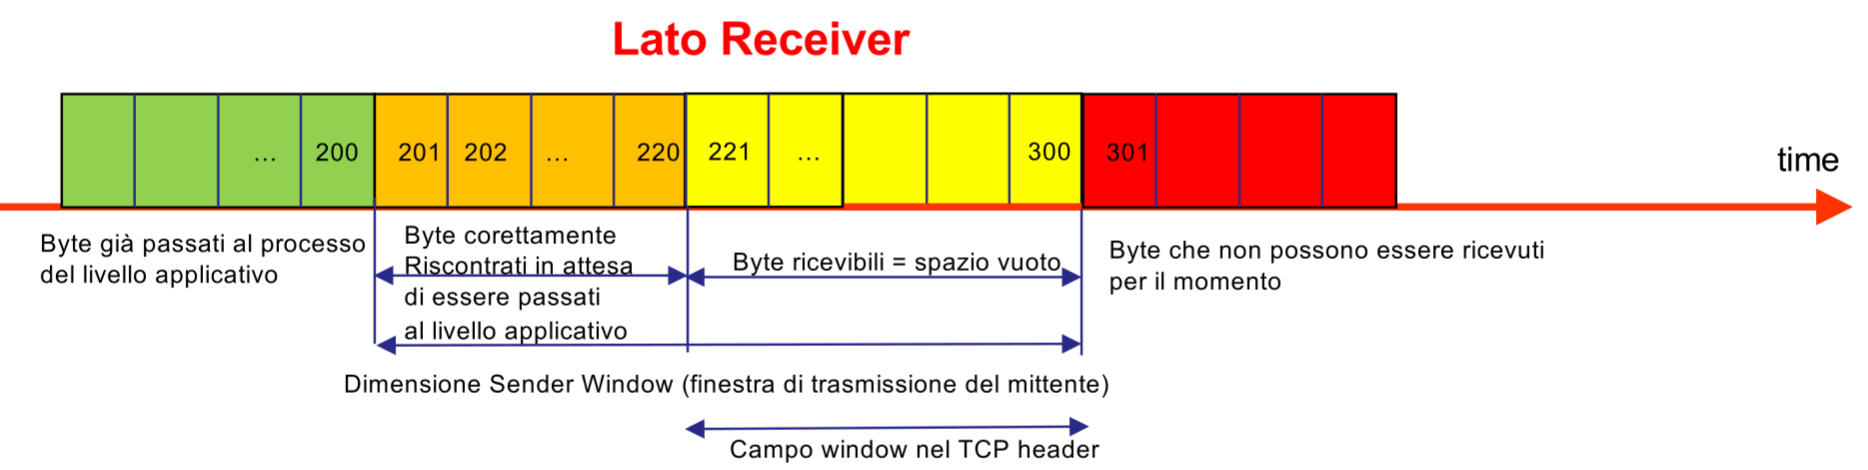 Lato Receiver
... 200 201 202 ... 220 221 ... 300 301
time
Byte già passati al processo
del livello applicativo
Byte corettamente
Riscontrati in attesa
di essere passati
al livello applicativo
Byte ricevibili = spazio vuoto
Byte che non possono essere ricevuti
per il momento
Dimensione Sender Window (finestra di trasmissione del mittente)
Campo window nel TCP header